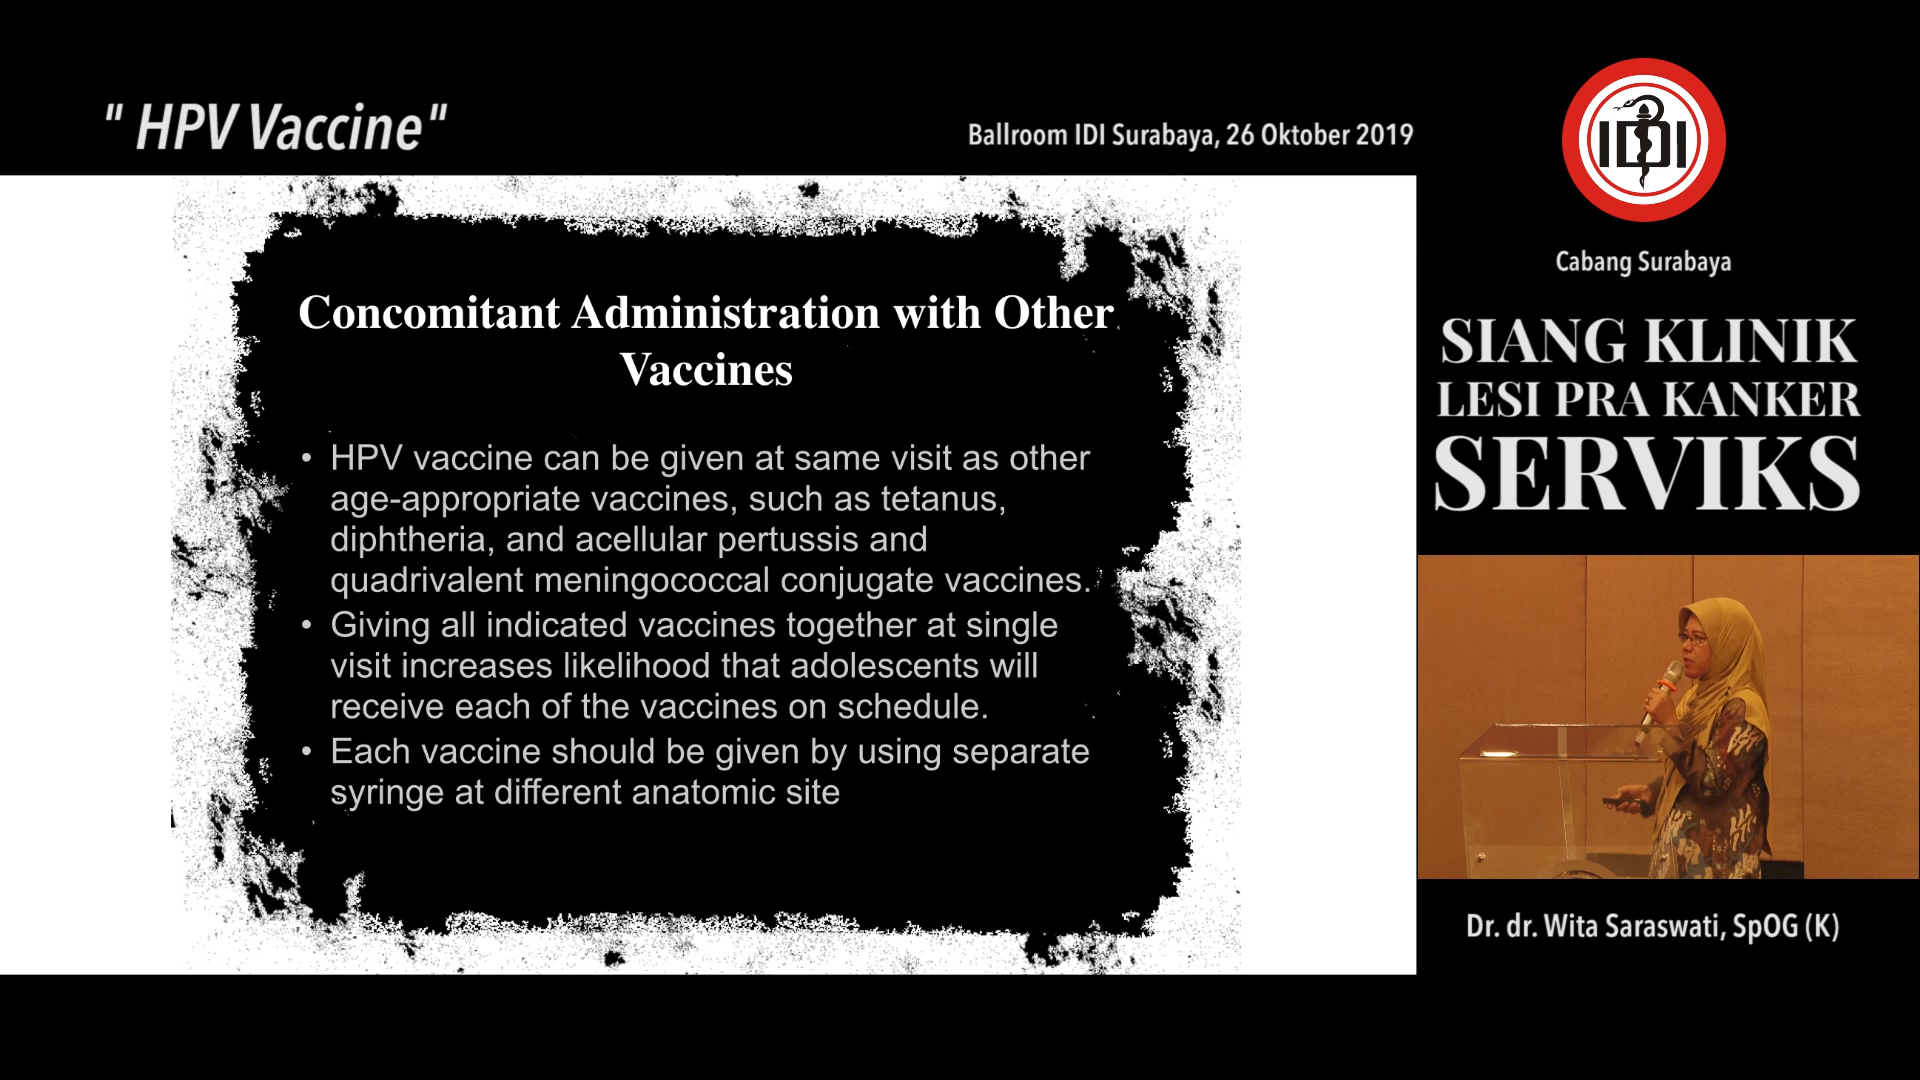 " HPV Vaccine"
Ballroom IDI Surabaya, 26 Oktober 2019
IDI
Cabang Surabaya
SIANG KLINIK
LESI PRA KANKER
SERVIKS
Concomitant Administration with Other
Vaccines
• HPV vaccine can be given at same visit as other
age-appropriate vaccines, such as tetanus,
diphtheria, and acellular pertussis and
quadrivalent meningococcal conjugate vaccines.
• Giving all indicated vaccines together at single
visit increases likelihood that adolescents will
receive each of the vaccines on schedule.
• Each vaccine should be given by using separate
syringe at different anatomic site
Dr. dr. Wita Saraswati, SpOG (K)